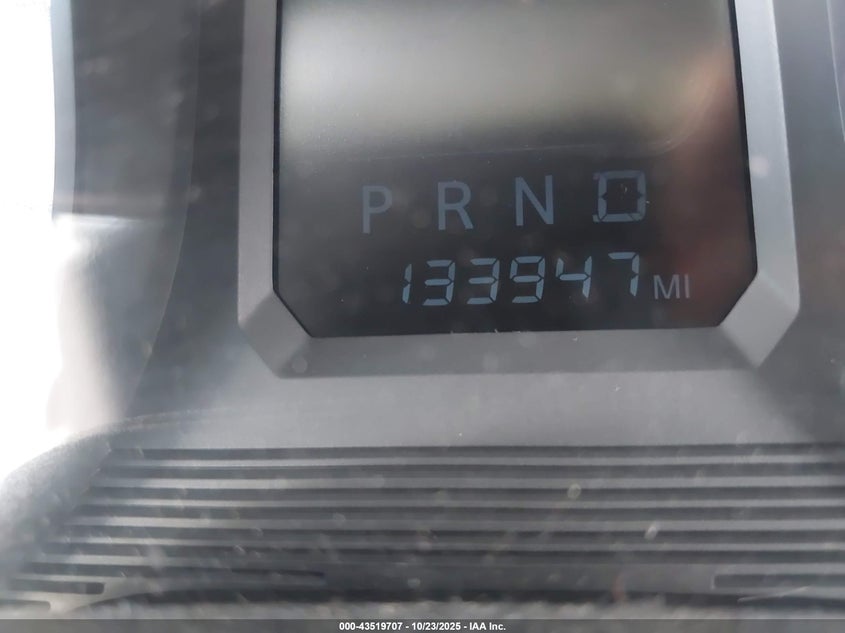 P R N D
133947 MI
000-43519707 - 10/23/2025 - IAA Inc.